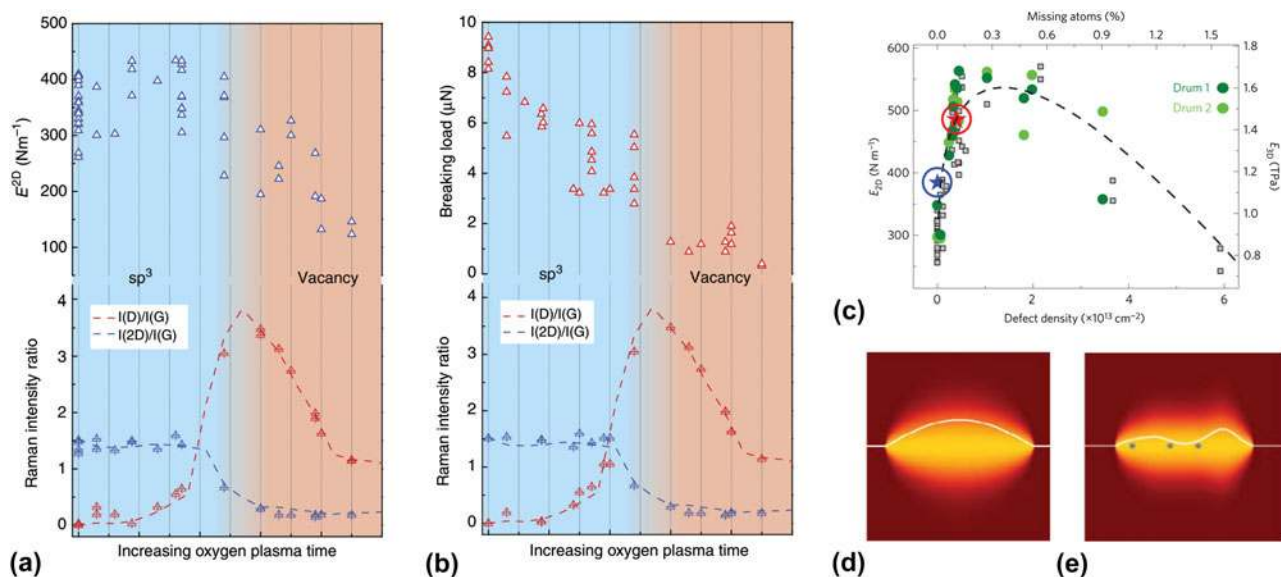 (a)
500
400
300
200
100
E²ᴰ (Nm⁻¹)
sp³
Vacancy
4
3
2
1
0
Raman intensity ratio
I(D)/I(G)
I(2D)/I(G)
Increasing oxygen plasma time
(b)
10
8
6
4
2
0
Breaking load (µN)
sp³
Vacancy
4
3
2
1
0
Raman intensity ratio
I(D)/I(G)
I(2D)/I(G)
Increasing oxygen plasma time
(c)
Missing atoms (%)
0.0 0.3 0.6 0.9 1.2 1.5
600
500
400
300
E₂D (N m⁻¹)
Drum 1
Drum 2
1.8
1.6
1.4
1.2
1.0
0.8
E₃D (TPa)
0 2 4 6
Defect density (×10¹³ cm⁻²)
(d)
(e)